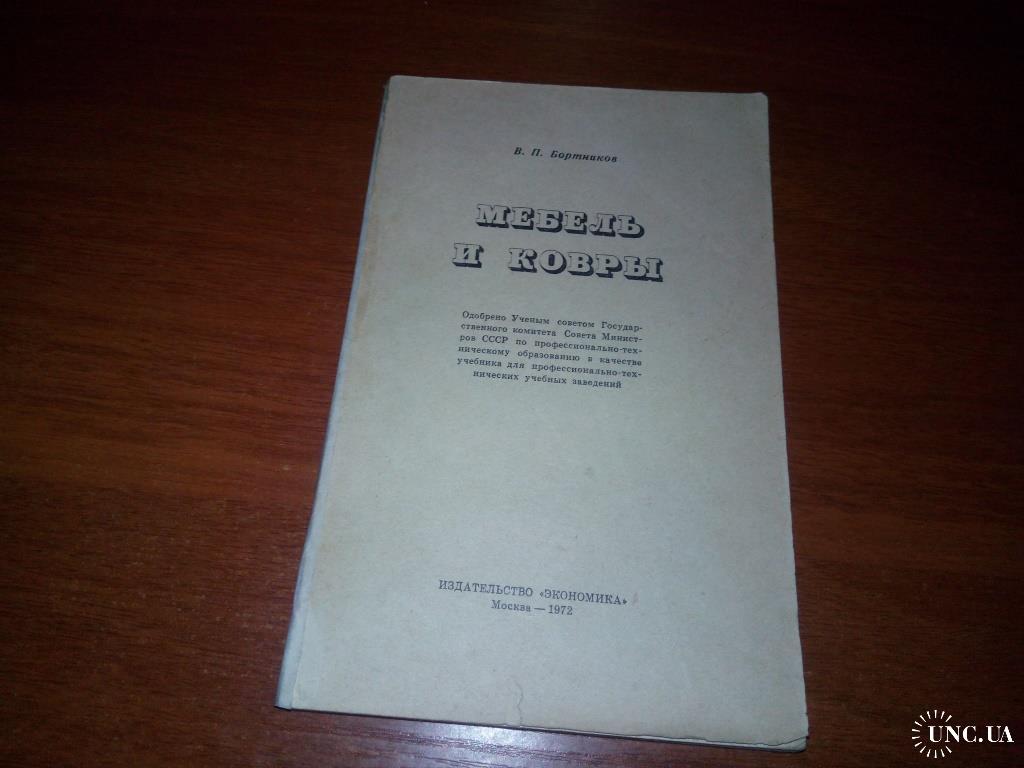 В. П. Бортников
МЕБЕЛЬ
И КОВРЫ
Одобрено Ученым советом Государ-
ственного комитета Совета Минист-
ров СССР по профессионально-тех-
ническому образованию в качестве
учебника для профессионально-тех-
нических учебных заведений
ИЗДАТЕЛЬСТВО «ЭКОНОМИКА»
Москва — 1972
UNC.UA